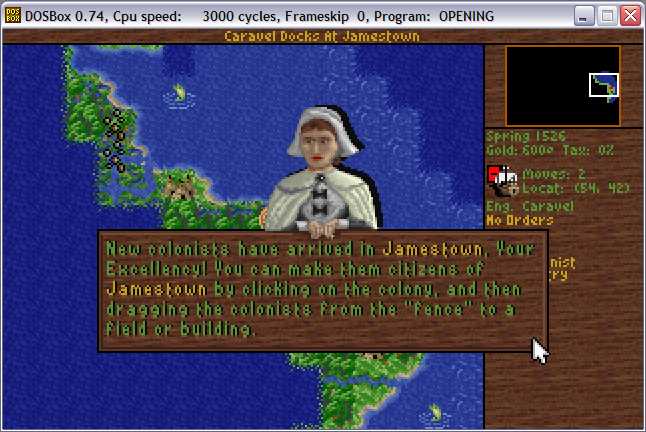 DOSBox 0.74, Cpu speed: 3000 cycles, Frameskip 0, Program: OPENING
Caravel Docks At Jamestown
Spring 1526
Gold: 600 Tax: 0%
Moves: 2
Locat: (54, 42)
Eng. Caravel
No Orders
New colonists have arrived in Jamestown, Your
Excellency! You can make them citizens of
Jamestown by clicking on the colony, and then
dragging the colonists from the "fence" to a
field or building.